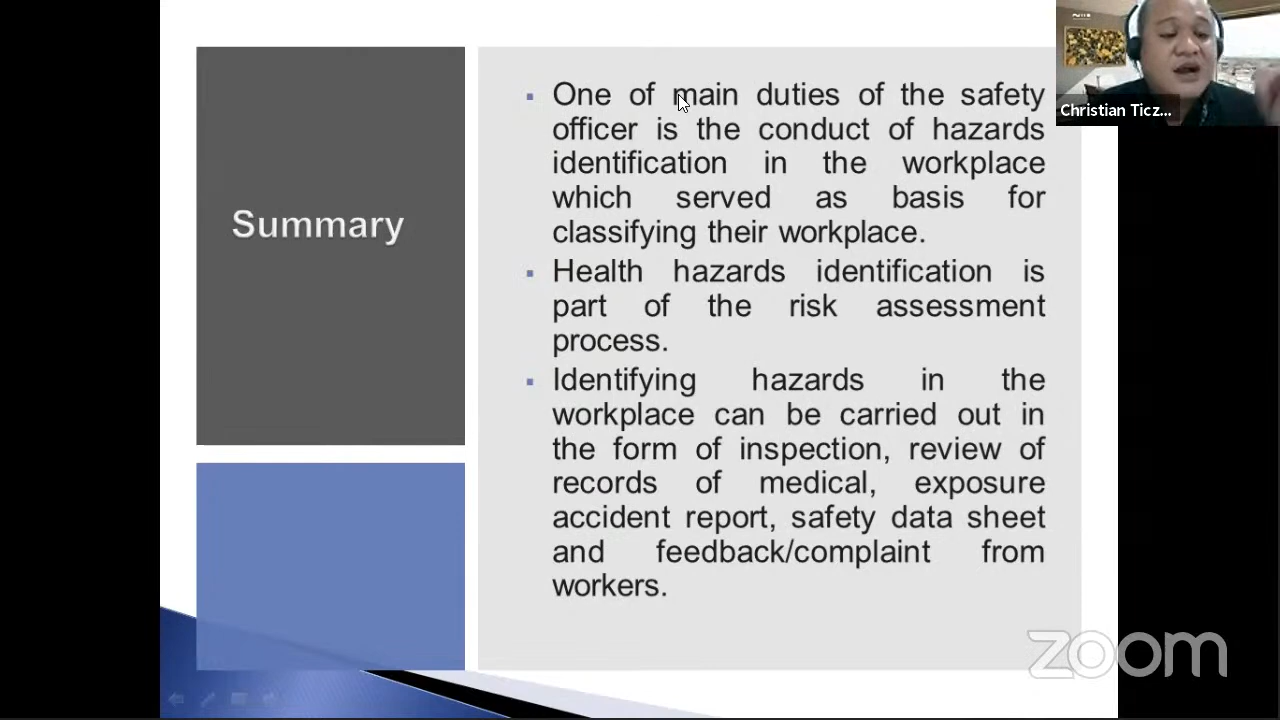 Summary
One of main duties of the safety
officer is the conduct of hazards
identification in the workplace
which served as basis for
classifying their workplace.
Health hazards identification is
part of the risk assessment
process.
Identifying hazards in the
workplace can be carried out in
the form of inspection, review of
records of medical, exposure
accident report, safety data sheet
and feedback/complaint from
workers.
Christian Ticz...
zoom